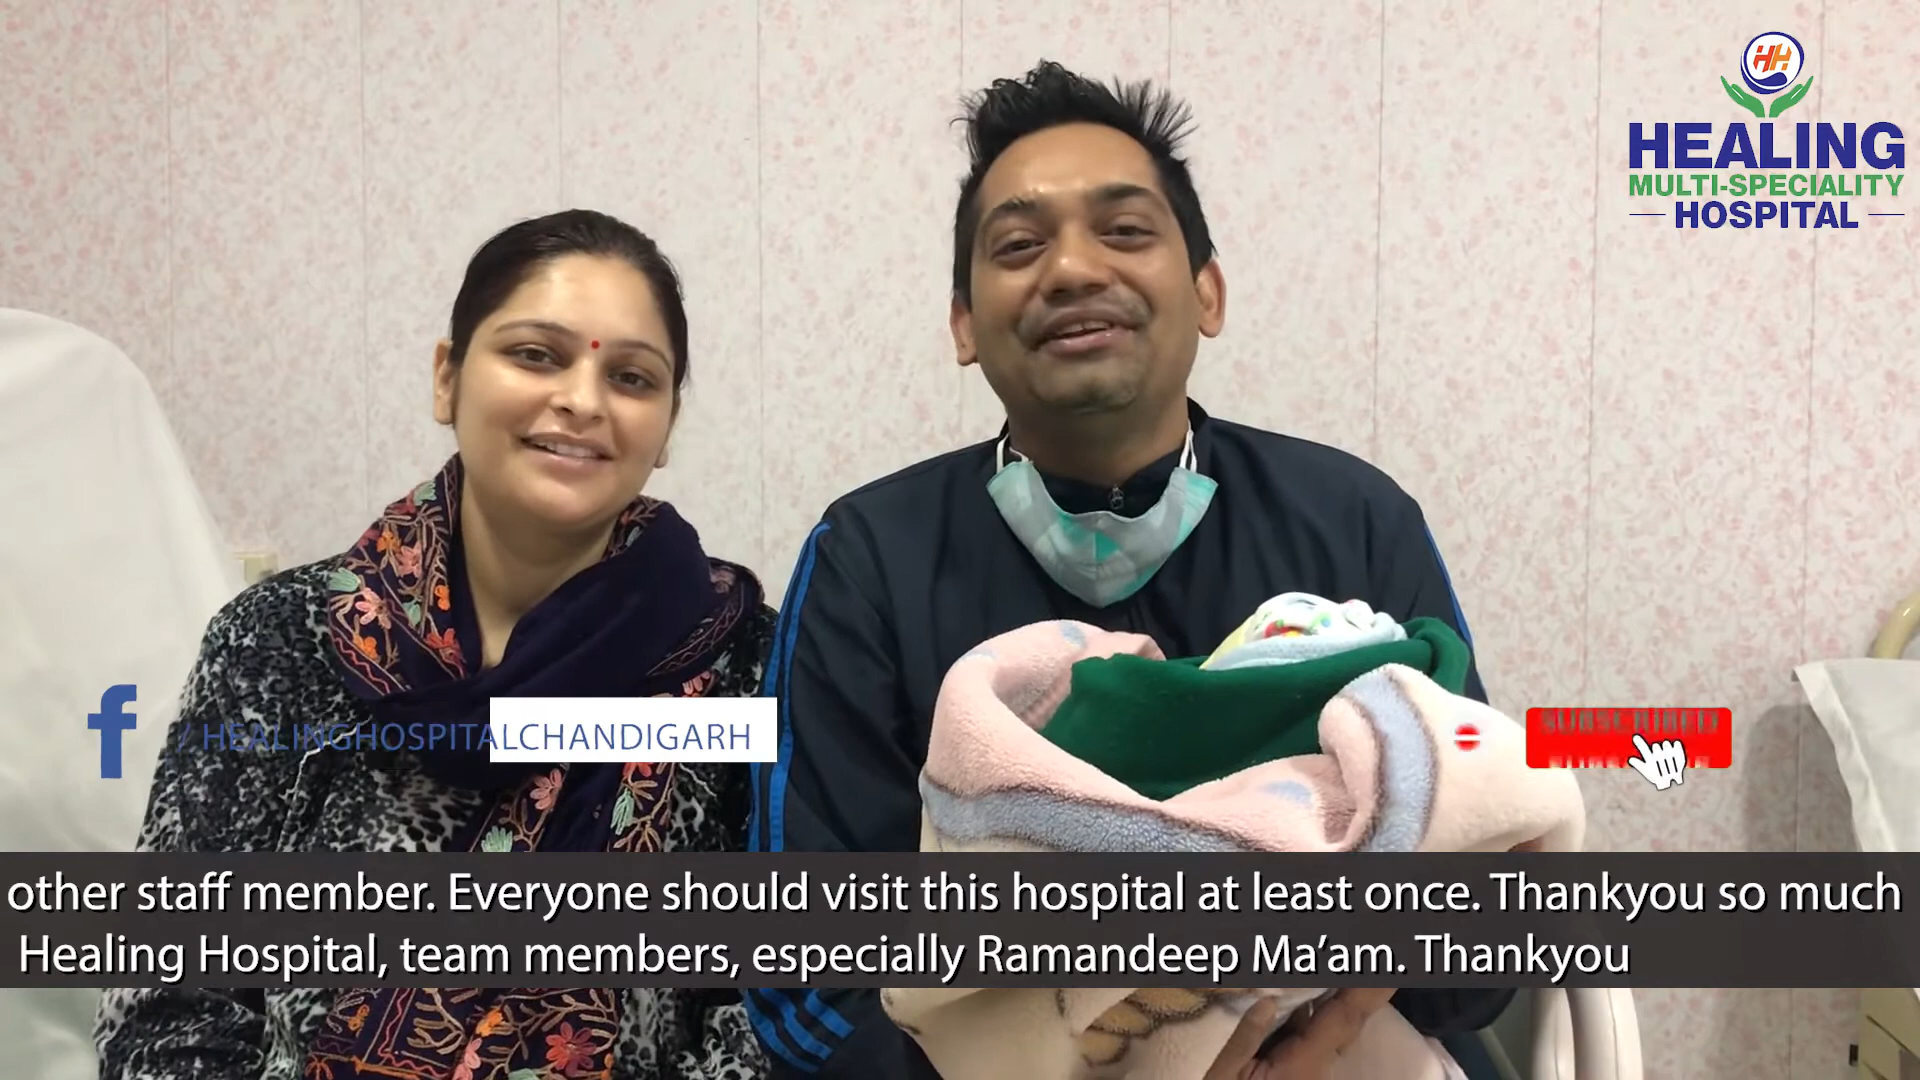 HH
HEALING
MULTI-SPECIALITY
HOSPITAL
f / HEALINGHOSPITALCHANDIGARH
other staff member. Everyone should visit this hospital at least once. Thankyou so much
Healing Hospital, team members, especially Ramandeep Ma’am. Thankyou